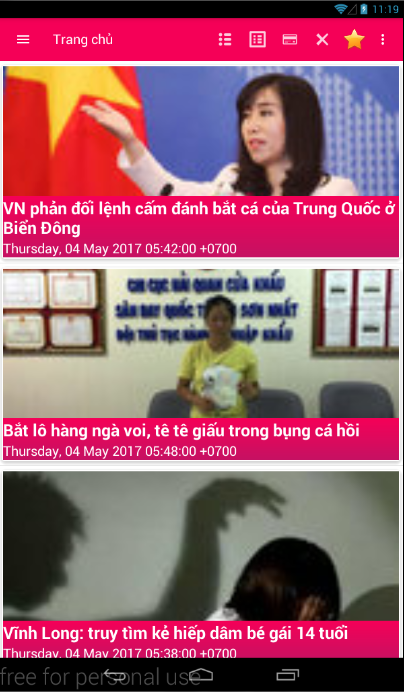 11:19
Trang chủ
VN phản đối lệnh cấm đánh bắt cá của Trung Quốc ở
Biển Đông
Thursday, 04 May 2017 05:42:00 +0700
CHI CỤC HẢI QUAN CỬA KHẨU
SÂN BAY QUỐC TẾ TÂN SƠN NHẤT
ĐỘI THỦ TỤC HÀNH LÝ NHẬP KHẨU
Bắt lô hàng ngà voi, tê tê giấu trong bụng cá hồi
Thursday, 04 May 2017 05:48:00 +0700
Vĩnh Long: truy tìm kẻ hiếp dâm bé gái 14 tuổi
Thursday, 04 May 2017 05:38:00 +0700
free for personal use